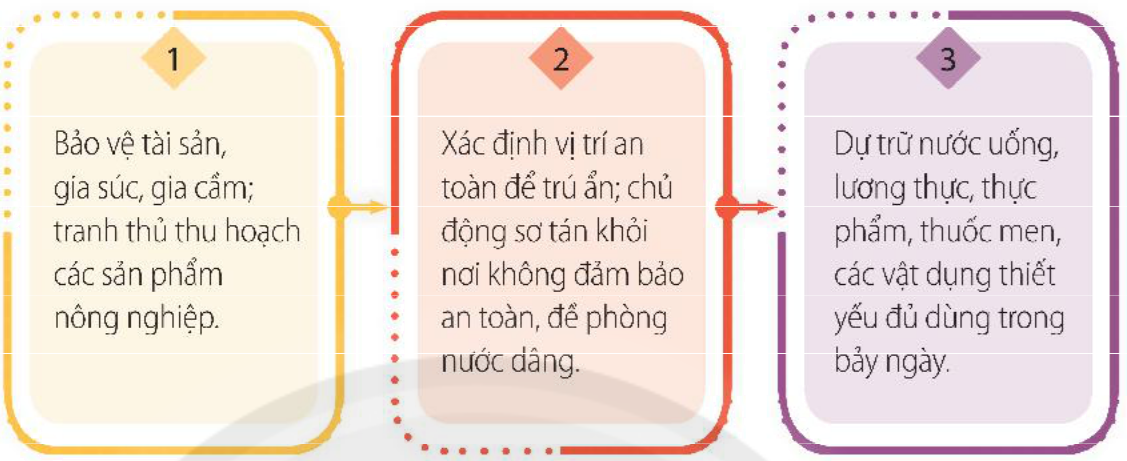 1
Bảo vệ tài sản,
gia súc, gia cầm;
tranh thủ thu hoạch
các sản phẩm
nông nghiệp.
2
Xác định vị trí an
toàn để trú ẩn; chủ
động sơ tán khỏi
nơi không đảm bảo
an toàn, đề phòng
nước dâng.
3
Dự trữ nước uống,
lương thực, thực
phẩm, thuốc men,
các vật dụng thiết
yếu đủ dùng trong
bảy ngày.